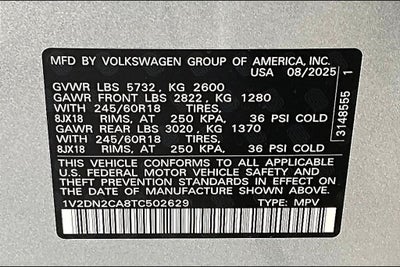 MFD BY VOLKSWAGEN GROUP OF AMERICA, INC.
USA 08/2025
GVWR LBS 5732, KG 2600
GAWR FRONT LBS 2822, KG 1280
WITH 245/60R18 TIRES,
8JX18 RIMS, AT 250 KPA, 36 PSI COLD
GAWR REAR LBS 3020, KG 1370
WITH 245/60R18 TIRES,
8JX18 RIMS, AT 250 KPA, 36 PSI COLD
THIS VEHICLE CONFORMS TO ALL APPLICABLE
U.S. FEDERAL MOTOR VEHICLE SAFETY AND
THEFT PREVENTION STANDARDS IN EFFECT ON THE
DATE OF MANUFACTURE SHOWN ABOVE.
1V2DN2CA8TC502629 TYPE: MPV
3148555 1